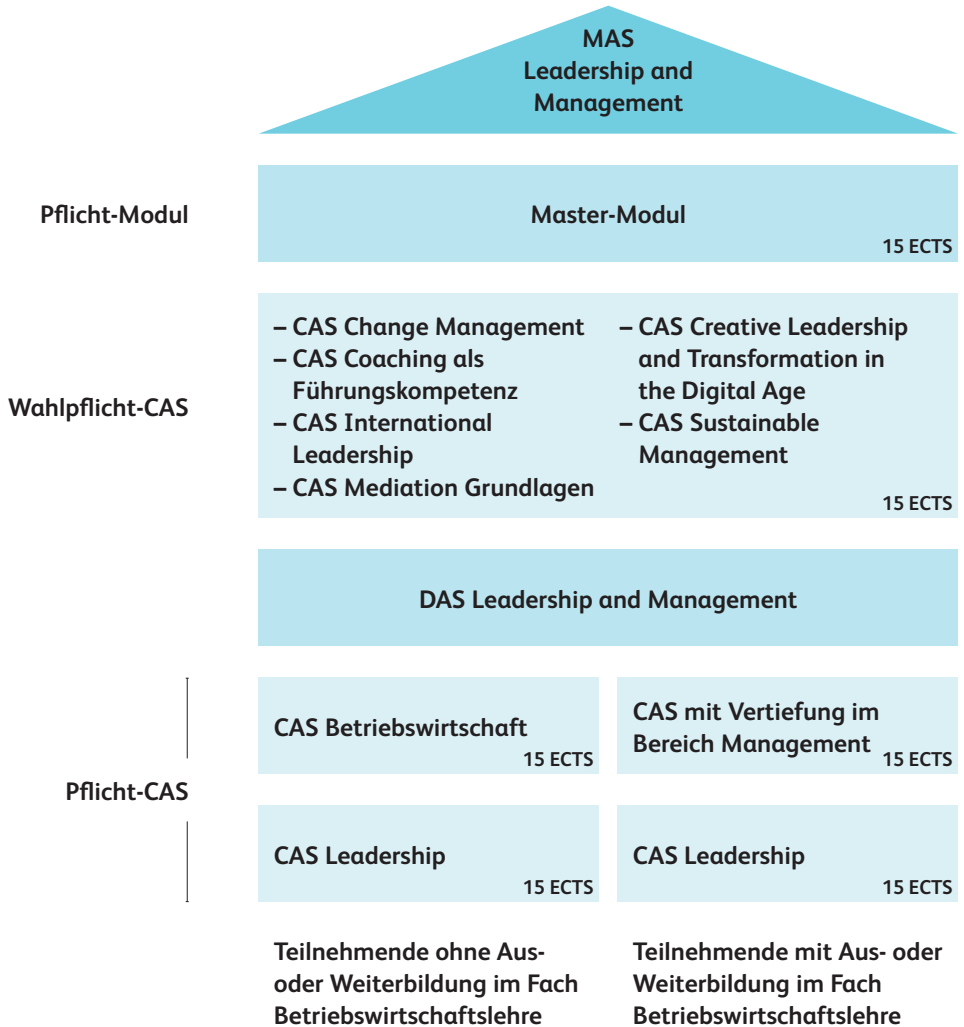 MAS
Leadership and
Management
Pflicht-Modul
Master-Modul
15 ECTS
Wahlpflicht-CAS
– CAS Change Management
– CAS Coaching als
Führungskompetenz
– CAS International
Leadership
– CAS Mediation Grundlagen
– CAS Creative Leadership
and Transformation in
the Digital Age
– CAS Sustainable
Management
15 ECTS
DAS Leadership and Management
Pflicht-CAS
CAS Betriebswirtschaft
15 ECTS
CAS mit Vertiefung im
Bereich Management
15 ECTS
CAS Leadership
15 ECTS
CAS Leadership
15 ECTS
Teilnehmende ohne Aus-
oder Weiterbildung im Fach
Betriebswirtschaftslehre
Teilnehmende mit Aus- oder
Weiterbildung im Fach
Betriebswirtschaftslehre